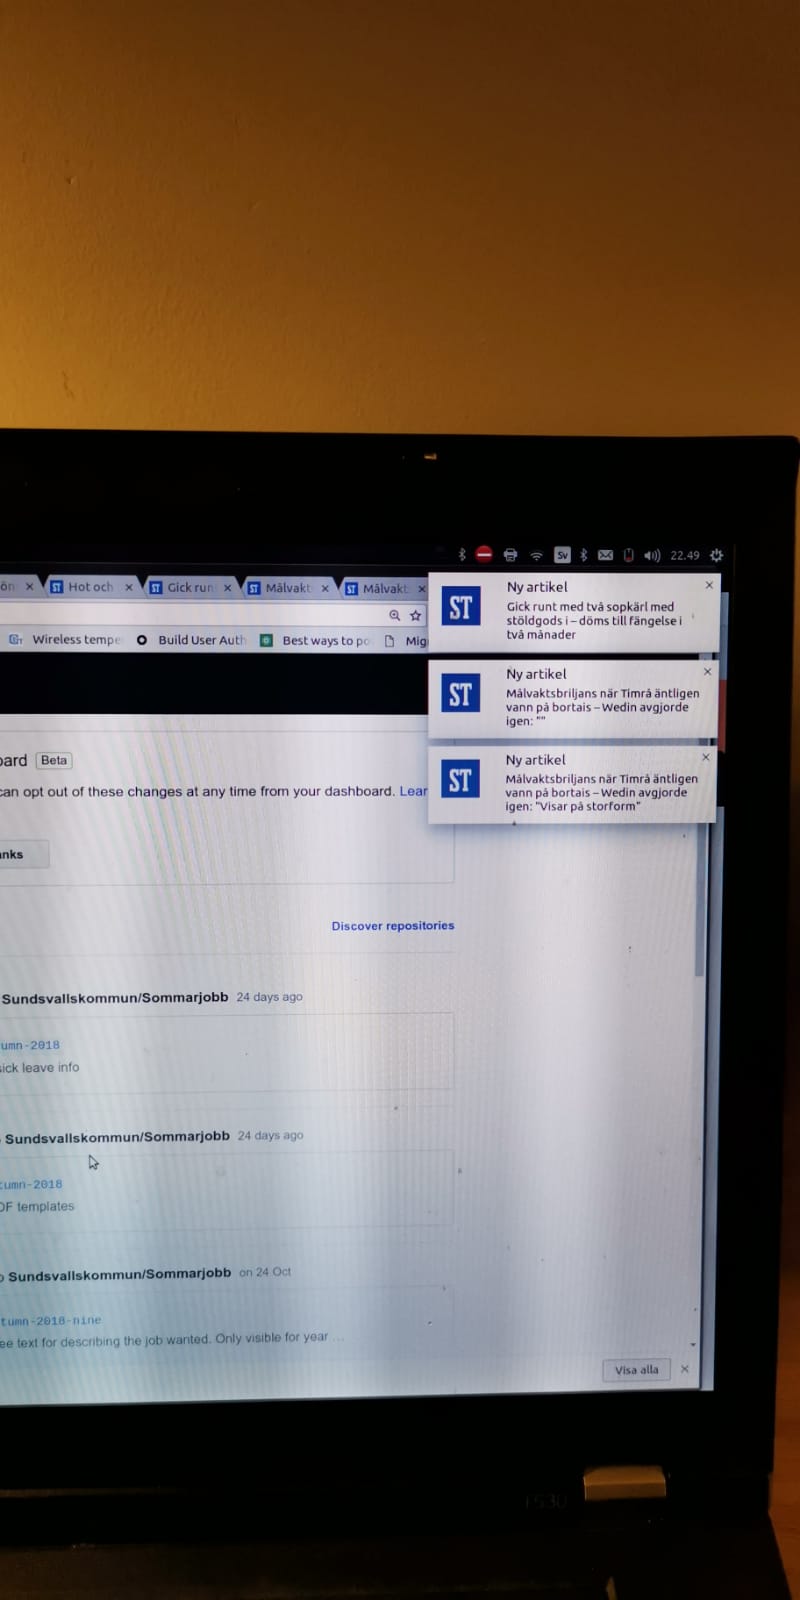 Sv 22.49
ST Hot och ST Gick run ST Målvakt ST Målvakt
Wireless tempe Build User Auth Best ways to po Mig
ST
Ny artikel
Gick runt med två sopkärl med
stöldgods i – döms till fängelse i
två månader
ST
Ny artikel
Målvaktsbriljans när Timrå äntligen
vann på bortais – Wedin avgjorde
igen: ""
ST
Ny artikel
Målvaktsbriljans när Timrå äntligen
vann på bortais – Wedin avgjorde
igen: "Visar på storform"
oard Beta
can opt out of these changes at any time from your dashboard. Lear
anks
Discover repositories
Sundsvallskommun/Sommarjobb 24 days ago
umn-2018
sick leave info
Sundsvallskommun/Sommarjobb 24 days ago
tumn-2018
DF templates
Sundsvallskommun/Sommarjobb on 24 Oct
tumn-2018-nine
ee text for describing the job wanted. Only visible for year ...
Visa alla
T530